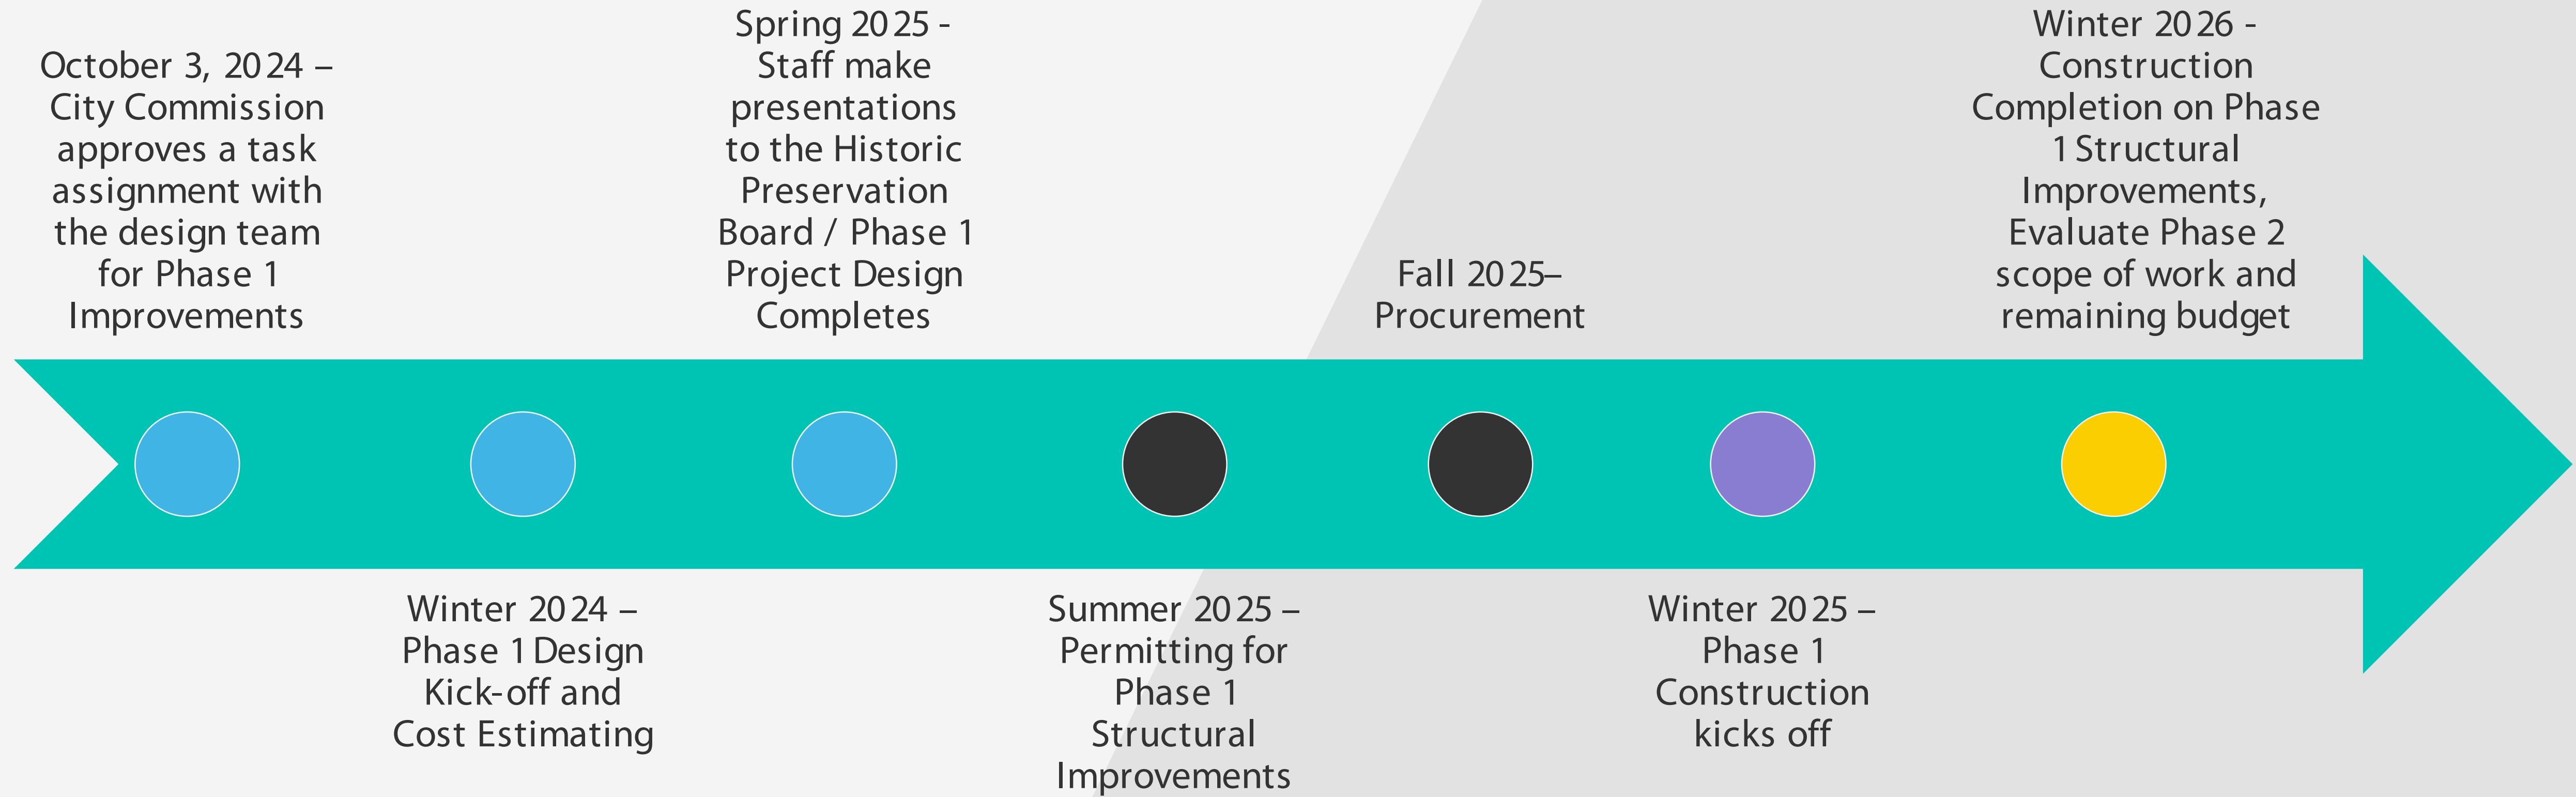 October 3, 2024 –
City Commission
approves a task
assignment with
the design team
for Phase 1
Improvements
Winter 2024 –
Phase 1 Design
Kick-off and
Cost Estimating
Spring 2025 -
Staff make
presentations
to the Historic
Preservation
Board / Phase 1
Project Design
Completes
Summer 2025 –
Permitting for
Phase 1
Structural
Improvements
Fall 2025–
Procurement
Winter 2025 –
Phase 1
Construction
kicks off
Winter 2026 -
Construction
Completion on Phase
1 Structural
Improvements,
Evaluate Phase 2
scope of work and
remaining budget